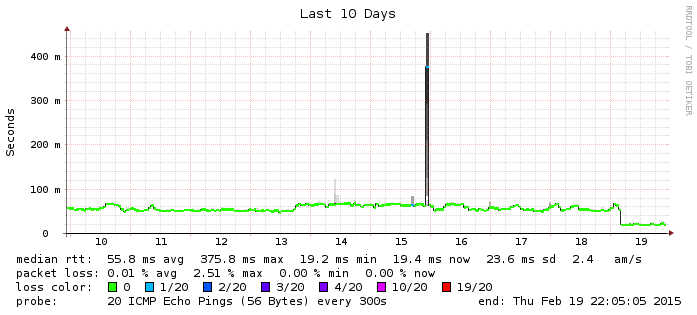 Last 10 Days
RRDTOOL / TOBI OETIKER
Seconds
400 m
300 m
200 m
100 m
0
10 11 12 13 14 15 16 17 18 19
median rtt: 55.8 ms avg 375.8 ms max 19.2 ms min 19.4 ms now 23.6 ms sd 2.4 am/s
packet loss: 0.01 % avg 2.51 % max 0.00 % min 0.00 % now
loss color: 0 1/20 2/20 3/20 4/20 10/20 19/20
probe: 20 ICMP Echo Pings (56 Bytes) every 300s end: Thu Feb 19 22:05:05 2015